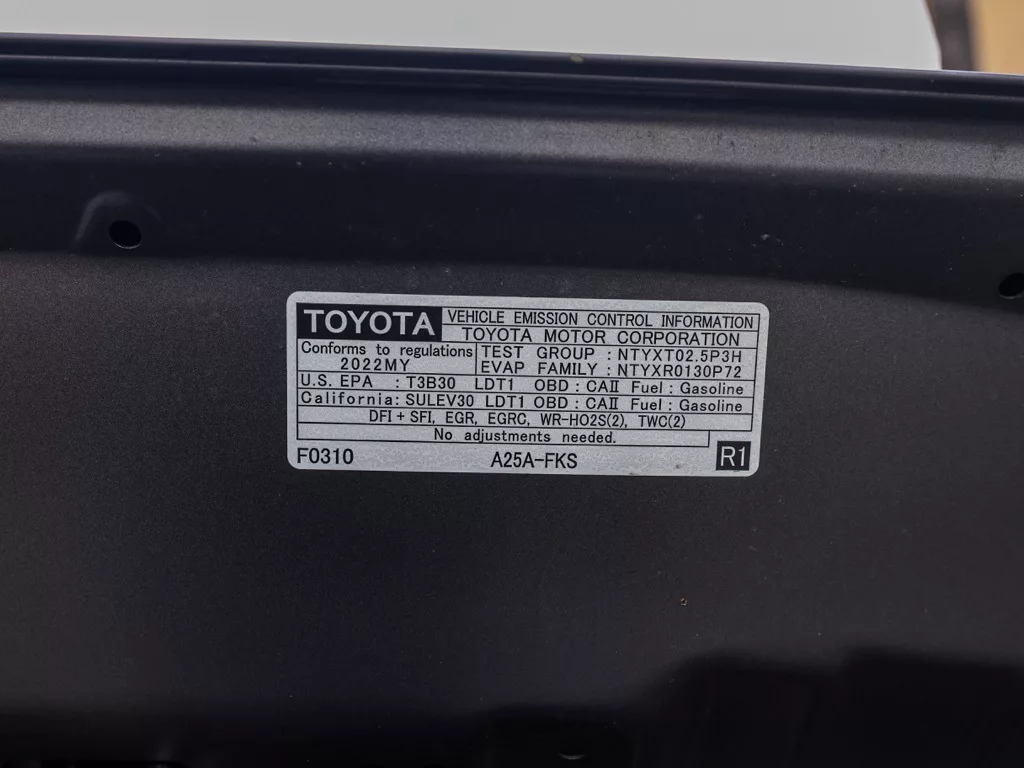 TOYOTA VEHICLE EMISSION CONTROL INFORMATION
TOYOTA MOTOR CORPORATION
Conforms to regulations TEST GROUP : NTYXT02.5P3H
2022MY EVAP FAMILY : NTYXR0130P72
U.S. EPA : T3B30 LDT1 OBD : CAⅡ Fuel : Gasoline
California: SULEV30 LDT1 OBD : CAⅡ Fuel : Gasoline
DFI + SFI, EGR, EGRC, WR-HO2S(2), TWC(2)
No adjustments needed.
F0310 A25A-FKS R1